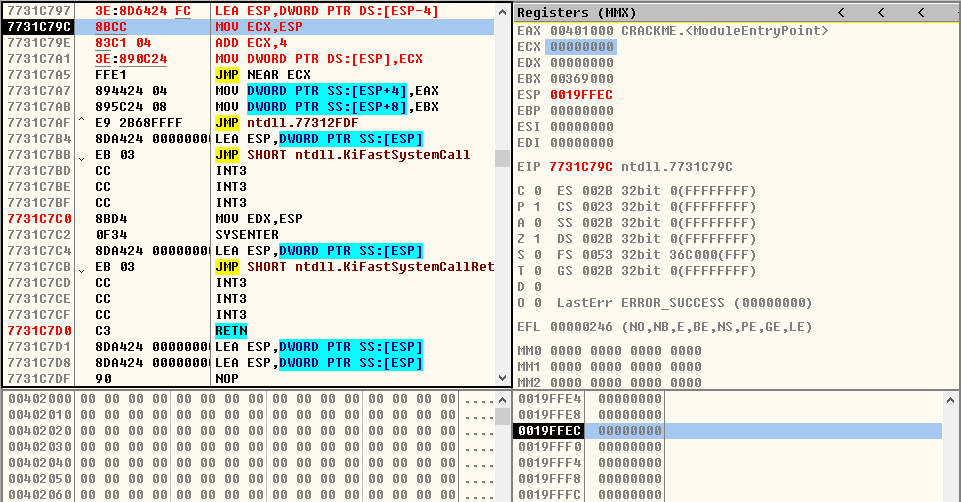 7731C797 3E:8D6424 FC LEA ESP,DWORD PTR DS:[ESP-4]
7731C79C 8BCC MOV ECX,ESP
7731C79E 83C1 04 ADD ECX,4
7731C7A1 3E:890C24 MOV DWORD PTR DS:[ESP],ECX
7731C7A5 FFE1 JMP NEAR ECX
7731C7A7 894424 04 MOV DWORD PTR SS:[ESP+4],EAX
7731C7AB 895C24 08 MOV DWORD PTR SS:[ESP+8],EBX
7731C7AF ^ E9 2B68FFFF JMP ntdll.77312FDF
7731C7B4 8DA424 00000000 LEA ESP,DWORD PTR SS:[ESP]
7731C7BB EB 03 JMP SHORT ntdll.KiFastSystemCall
7731C7BD CC INT3
7731C7BE CC INT3
7731C7BF CC INT3
7731C7C0 8BD4 MOV EDX,ESP
7731C7C2 0F34 SYSENTER
7731C7C4 8DA424 00000000 LEA ESP,DWORD PTR SS:[ESP]
7731C7CB EB 03 JMP SHORT ntdll.KiFastSystemCallRet
7731C7CD CC INT3
7731C7CE CC INT3
7731C7CF CC INT3
7731C7D0 C3 RETN
7731C7D1 8DA424 00000000 LEA ESP,DWORD PTR SS:[ESP]
7731C7D8 8DA424 00000000 LEA ESP,DWORD PTR SS:[ESP]
7731C7DF 90 NOP
Registers (MMX) < < <
EAX 00401000 CRACKME.<ModuleEntryPoint>
ECX 00000000
EDX 00000000
EBX 00369000
ESP 0019FFEC
EBP 00000000
ESI 00000000
EDI 00000000
EIP 7731C79C ntdll.7731C79C
C 0 ES 002B 32bit 0(FFFFFFFF)
P 1 CS 0023 32bit 0(FFFFFFFF)
A 0 SS 002B 32bit 0(FFFFFFFF)
Z 1 DS 002B 32bit 0(FFFFFFFF)
S 0 FS 0053 32bit 36C000(FFF)
T 0 GS 002B 32bit 0(FFFFFFFF)
D 0
O 0 LastErr ERROR_SUCCESS (00000000)
EFL 00000246 (NO,NB,E,BE,NS,PE,GE,LE)
MM0 0000 0000 0000 0000
MM1 0000 0000 0000 0000
MM2 0000 0000 0000 0000
00402000 00 00 00 00 00 00 00 00 00 00 00 00 00 00 00 00 ....
00402010 00 00 00 00 00 00 00 00 00 00 00 00 00 00 00 00 ....
00402020 00 00 00 00 00 00 00 00 00 00 00 00 00 00 00 00 ....
00402030 00 00 00 00 00 00 00 00 00 00 00 00 00 00 00 00 ....
00402040 00 00 00 00 00 00 00 00 00 00 00 00 00 00 00 00 ....
00402050 00 00 00 00 00 00 00 00 00 00 00 00 00 00 00 00 ....
00402060 00 00 00 00 00 00 00 00 00 00 00 00 00 00 00 00 ....
0019FFE4 00000000
0019FFE8 00000000
0019FFEC 00000000
0019FFF0 00000000
0019FFF4 00000000
0019FFF8 00000000
0019FFFC 00000000